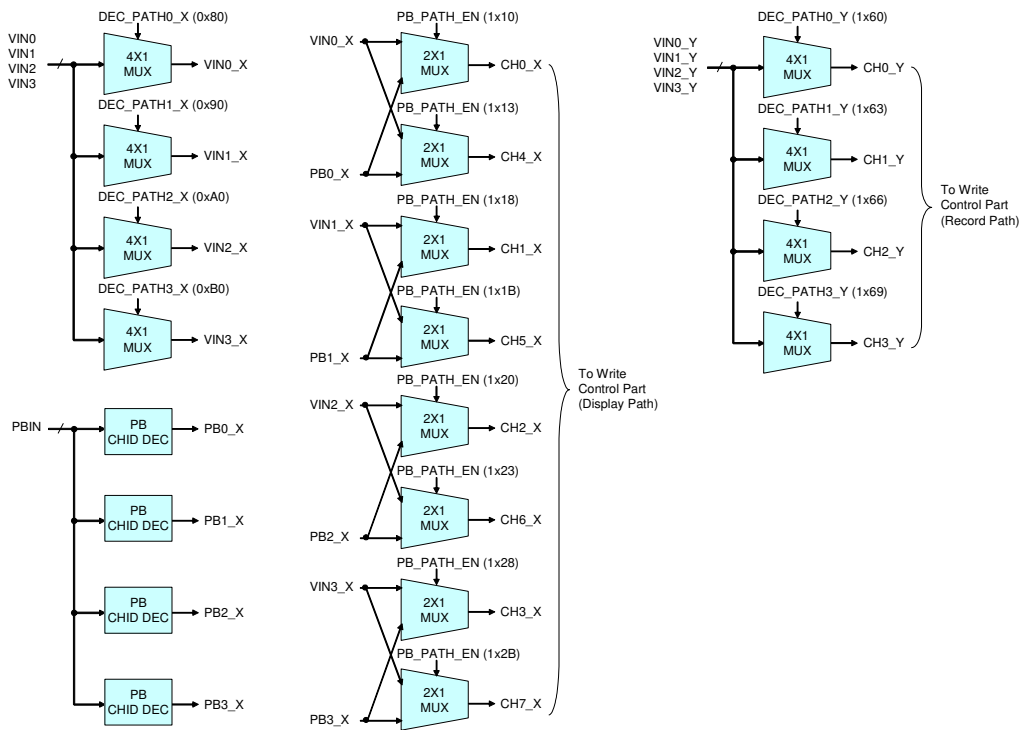 DEC_PATH0_X (0x80)
VIN0
VIN1
VIN2
VIN3
4X1
MUX
VIN0_X
DEC_PATH1_X (0x90)
4X1
MUX
VIN1_X
DEC_PATH2_X (0xA0)
4X1
MUX
VIN2_X
DEC_PATH3_X (0xB0)
4X1
MUX
VIN3_X
PBIN
PB
CHID DEC
PB0_X
PB
CHID DEC
PB1_X
PB
CHID DEC
PB2_X
PB
CHID DEC
PB3_X
PB_PATH_EN (1x10)
VIN0_X
2X1
MUX
CH0_X
PB_PATH_EN (1x13)
2X1
MUX
CH4_X
PB0_X
PB_PATH_EN (1x18)
VIN1_X
2X1
MUX
CH1_X
PB_PATH_EN (1x1B)
2X1
MUX
CH5_X
PB1_X
PB_PATH_EN (1x20)
VIN2_X
2X1
MUX
CH2_X
PB_PATH_EN (1x23)
2X1
MUX
CH6_X
PB2_X
PB_PATH_EN (1x28)
VIN3_X
2X1
MUX
CH3_X
PB_PATH_EN (1x2B)
2X1
MUX
CH7_X
PB3_X
To Write
Control Part
(Display Path)
DEC_PATH0_Y (1x60)
VIN0_Y
VIN1_Y
VIN2_Y
VIN3_Y
4X1
MUX
CH0_Y
DEC_PATH1_Y (1x63)
4X1
MUX
CH1_Y
DEC_PATH2_Y (1x66)
4X1
MUX
CH2_Y
DEC_PATH3_Y (1x69)
4X1
MUX
CH3_Y
To Write
Control Part
(Record Path)